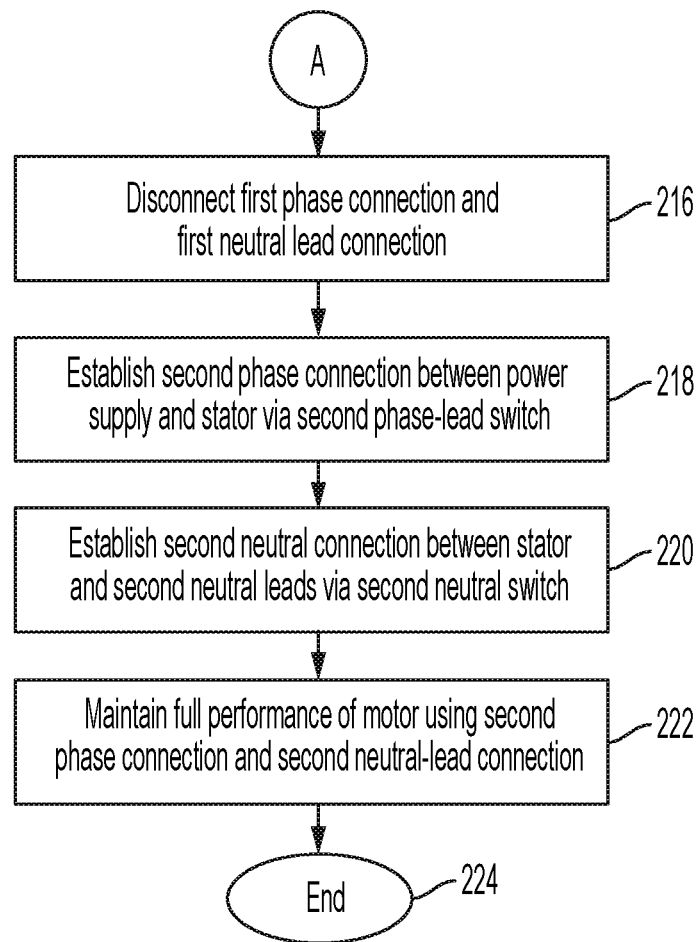 A
Disconnect first phase connection and
first neutral lead connection
216
Establish second phase connection between power
supply and stator via second phase-lead switch
218
Establish second neutral connection between stator
and second neutral leads via second neutral switch
220
Maintain full performance of motor using second
phase connection and second neutral-lead connection
222
End
224